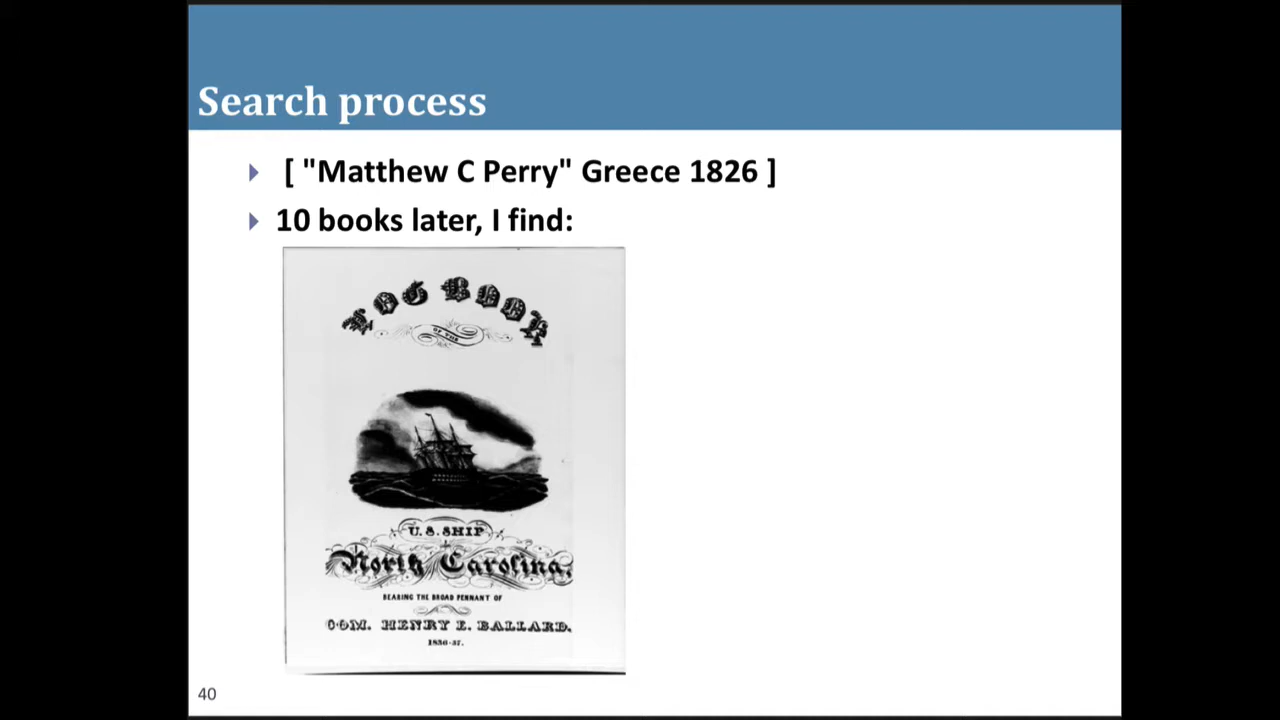 Search process
[ "Matthew C Perry" Greece 1826 ]
10 books later, I find:
LOG BOOK
OF THE
U.S. SHIP
North Carolina,
BEARING THE BROAD PENNANT OF
COM. HENRY E. BALLARD.
1836-37.
40